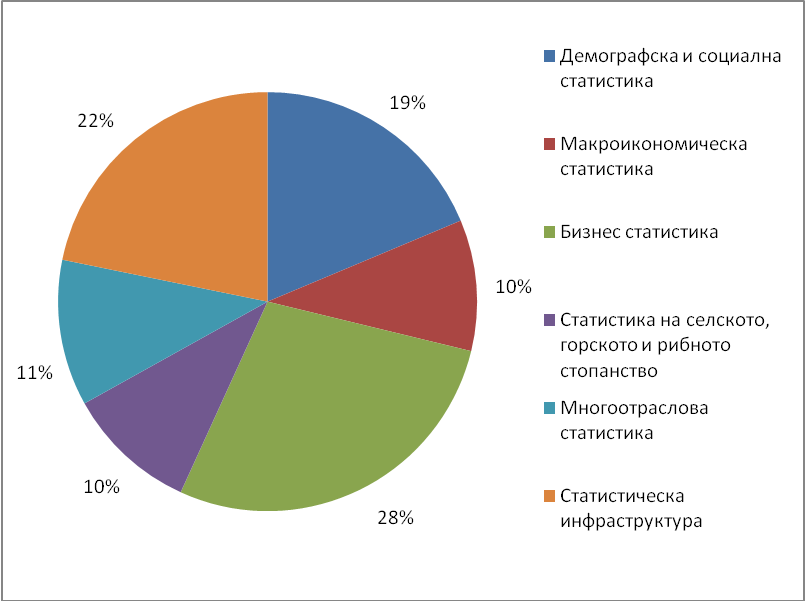 19%
10%
28%
10%
11%
22%
Демографска и социална
статистика
Макроикономическа
статистика
Бизнес статистика
Статистика на селското,
горското и рибното
стопанство
Многоотраслова
статистика
Статистическа
инфраструктура